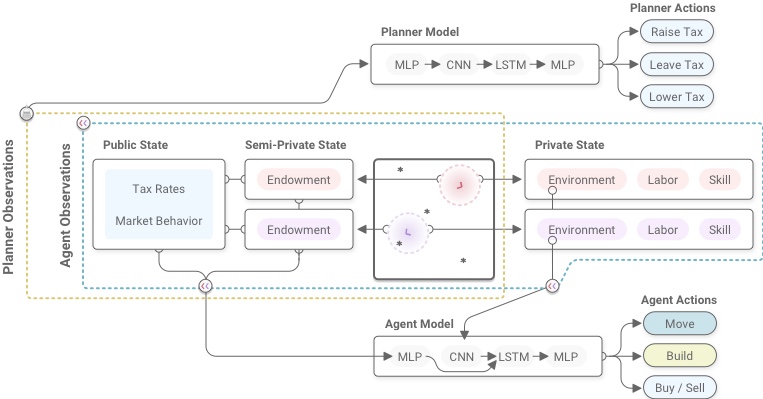 Planner Actions
Planner Model
Raise Tax
MLP CNN LSTM MLP
Leave Tax
Lower Tax
Planner Observations
Agent Observations
Public State
Semi-Private State
Private State
Tax Rates
Market Behavior
Endowment
Endowment
*
*
*
*
Environment Labor Skill
Environment Labor Skill
Agent Actions
Agent Model
Move
MLP CNN LSTM MLP
Build
Buy / Sell